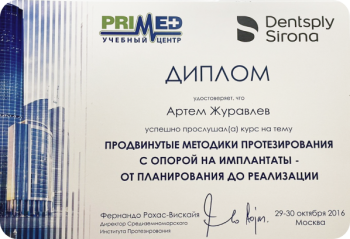 PRIMED
УЧЕБНЫЙ ЦЕНТР
Dentsply
Sirona
ДИПЛОМ
удостоверяет, что
Артем Журавлев
успешно прослушал(а) курс на тему
ПРОДВИНУТЫЕ МЕТОДИКИ ПРОТЕЗИРОВАНИЯ
С ОПОРОЙ НА ИМПЛАНТАТЫ -
ОТ ПЛАНИРОВАНИЯ ДО РЕАЛИЗАЦИИ
Фернандо Рохас-Вискайя
Директор Средиземноморского
Института Протезирования
29-30 октября 2016
Москва